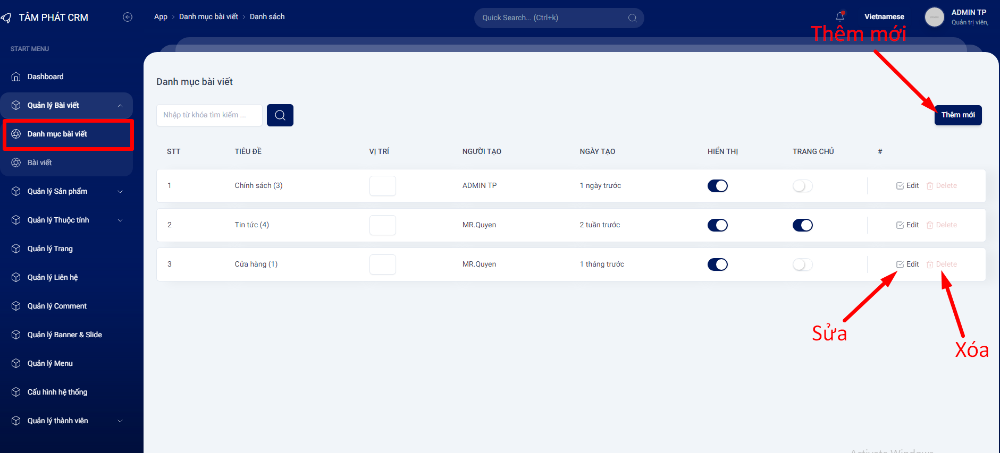 TÂM PHÁT CRM
App > Danh mục bài viết > Danh sách
Quick Search... (Ctrl+k)
Vietnamese
ADMIN TP
Quản trị viên,
Thêm mới
START MENU
Dashboard
Quản lý Bài viết
Danh mục bài viết
Bài viết
Quản lý Sản phẩm
Quản lý Thuộc tính
Quản lý Trang
Quản lý Liên hệ
Quản lý Comment
Quản lý Banner & Slide
Quản lý Menu
Cấu hình hệ thống
Quản lý thành viên
Danh mục bài viết
Nhập từ khóa tìm kiếm ...
Thêm mới
STT TIÊU ĐỀ VỊ TRÍ NGƯỜI TẠO NGÀY TẠO HIỂN THỊ TRANG CHỦ #
1 Chính sách (3) ADMIN TP 1 ngày trước Edit Delete
2 Tin tức (4) MR.Quyen 2 tuần trước Edit Delete
3 Cửa hàng (1) MR.Quyen 1 tháng trước Edit Delete
Sửa
Xóa
Activate Windows